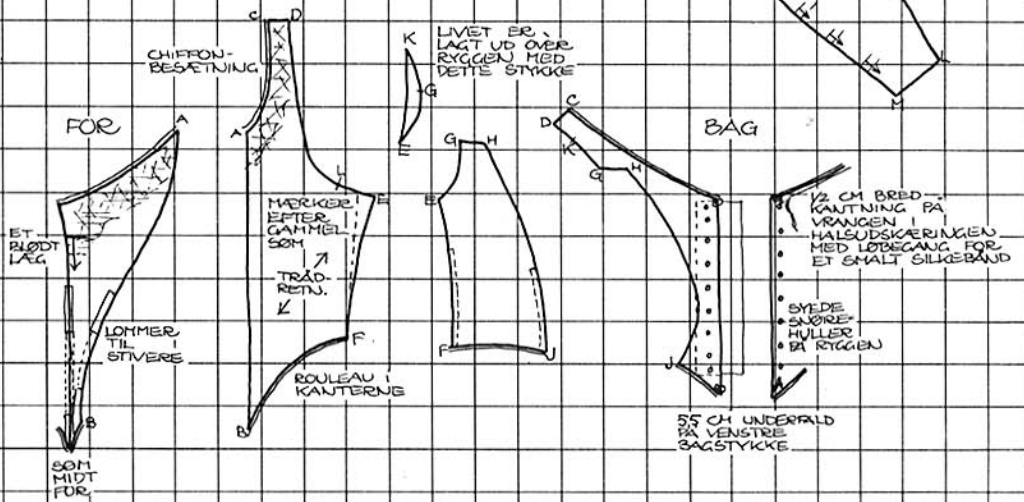 CHIFFON-
BESÆTNING
LIVET ER
LAGT UD OVER
RYGGEN MED
DETTE STYKKE
FOR
BAG
C D
A
A
K
G
E
C
D
K
G H
G H
L
E
E
M
ET
BLØDT
LÆG
MÆRKER
EFTER
GAMMEL
SØM
TRÅD-
RETN.
LOMMER
TIL
STIVERE
ROULEAU I
KANTERNE
F
F
J
J
B
B
SØM
MIDT
FOR
1/2 CM BRED
KANTNING PÅ
VRANGEN I
HALSUDSKÆRINGEN
MED LØBEGANG FOR
ET SMALT SILKEBÅND
SYEDE
SNØRE-
HULLER
PÅ RYGGEN
5,5 CM UNDERFALD
PÅ VENSTRE
BAGSTYKKE